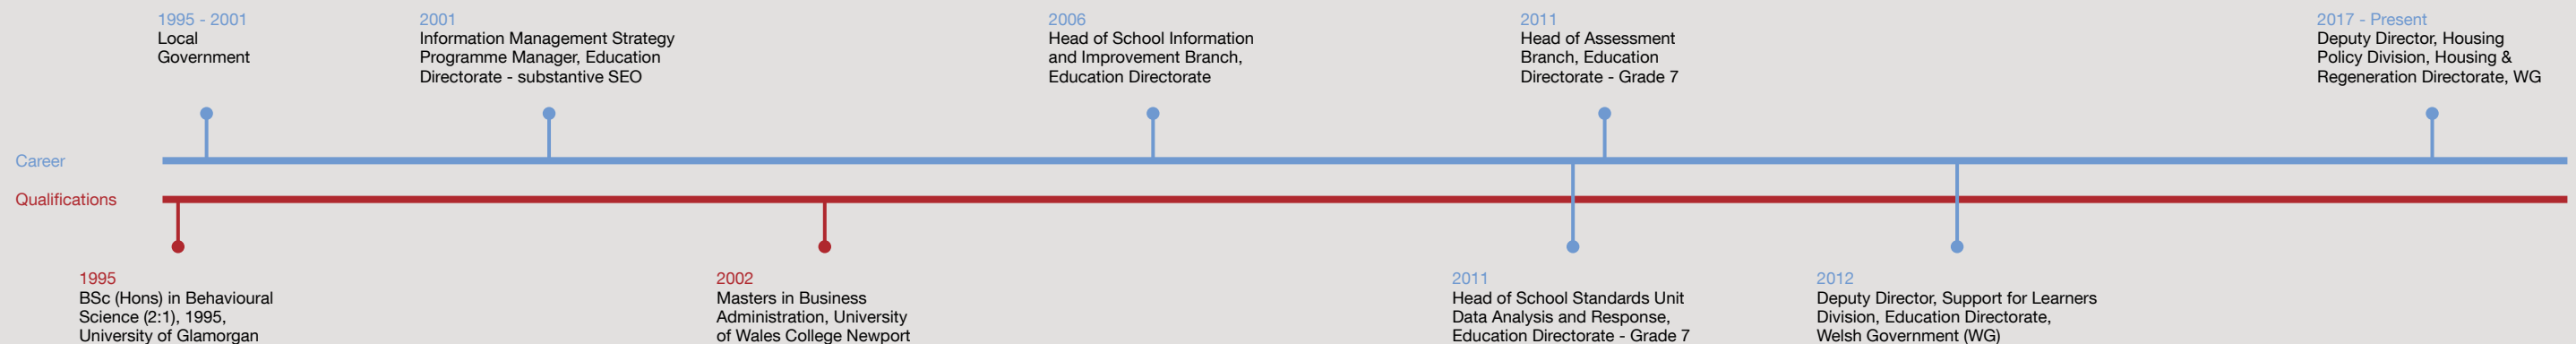 1995 - 2001
Local
Government
2001
Information Management Strategy
Programme Manager, Education
Directorate - substantive SEO
2006
Head of School Information
and Improvement Branch,
Education Directorate
2011
Head of Assessment
Branch, Education
Directorate - Grade 7
2017 - Present
Deputy Director, Housing
Policy Division, Housing &
Regeneration Directorate, WG
Career
Qualifications
1995
BSc (Hons) in Behavioural
Science (2:1), 1995,
University of Glamorgan
2002
Masters in Business
Administration, University
of Wales College Newport
2011
Head of School Standards Unit
Data Analysis and Response,
Education Directorate - Grade 7
2012
Deputy Director, Support for Learners
Division, Education Directorate,
Welsh Government (WG)